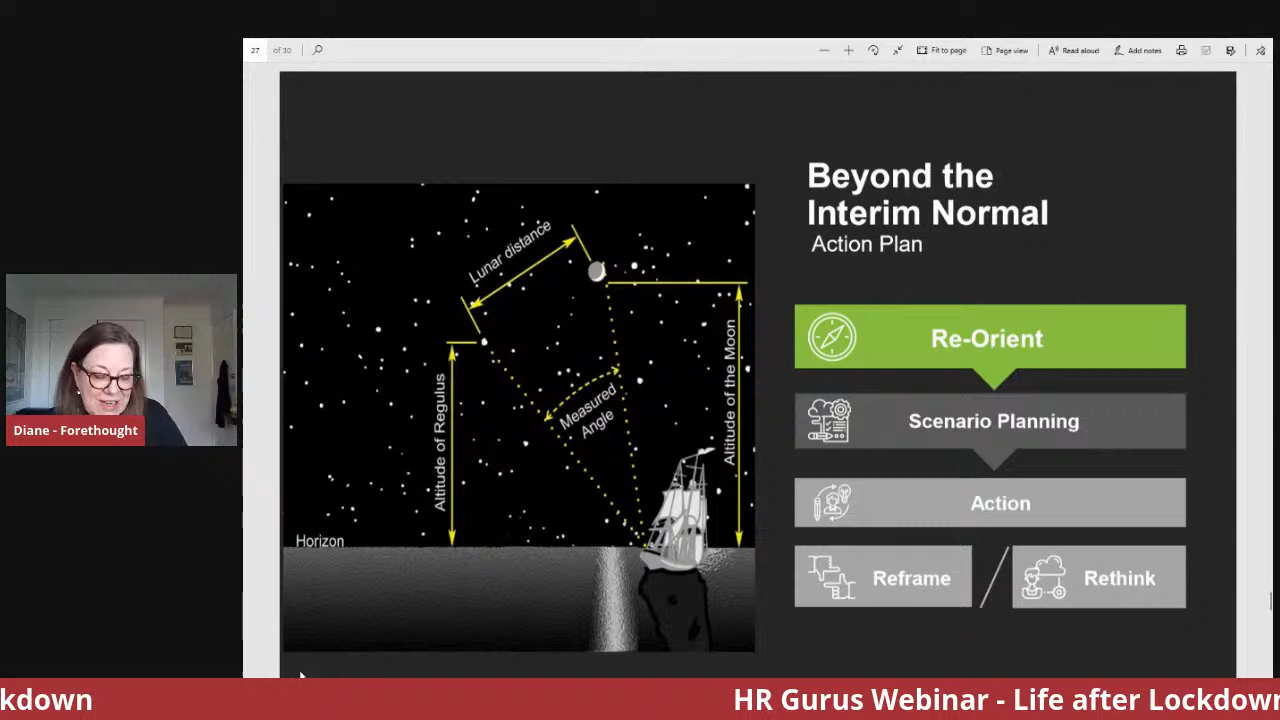 27 of 30
Fit to page
Page view
Read aloud
Add notes
Beyond the
Interim Normal
Action Plan
Lunar distance
Altitude of Regulus
Measured
Angle
Altitude of the Moon
Horizon
Re-Orient
Scenario Planning
Action
Reframe
Rethink
Diane - Forethought
kdown
HR Gurus Webinar - Life after Lockdown